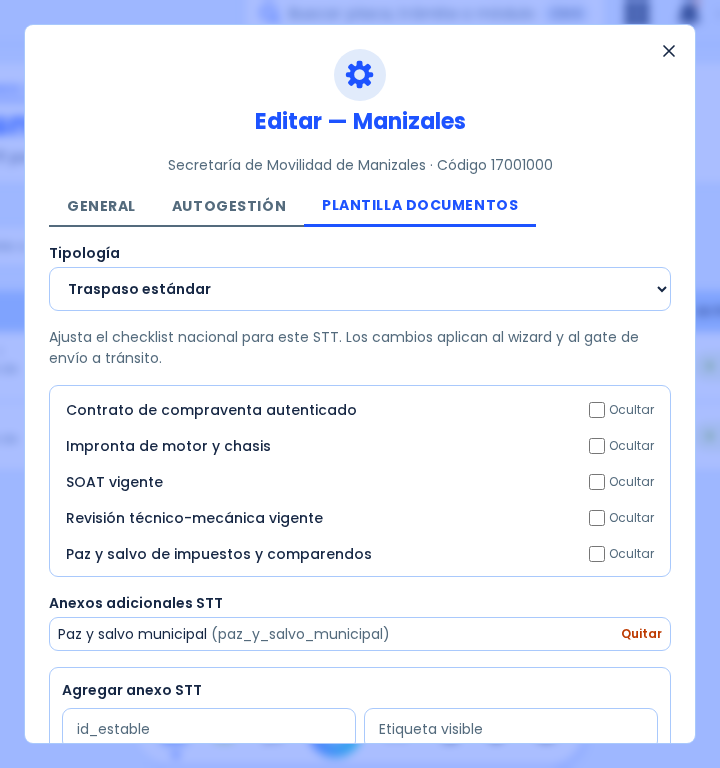 Editar — Manizales
Secretaría de Movilidad de Manizales · Código 17001000
GENERAL
AUTOGESTIÓN
PLANTILLA DOCUMENTOS
Tipología
Traspaso estándar
Ajusta el checklist nacional para este STT. Los cambios aplican al wizard y al gate de
envío a tránsito.
Contrato de compraventa autenticado
Ocultar
Impronta de motor y chasis
Ocultar
SOAT vigente
Ocultar
Revisión técnico-mecánica vigente
Ocultar
Paz y salvo de impuestos y comparendos
Ocultar
Anexos adicionales STT
Paz y salvo municipal (paz_y_salvo_municipal)
Quitar
Agregar anexo STT
id_estable
Etiqueta visible